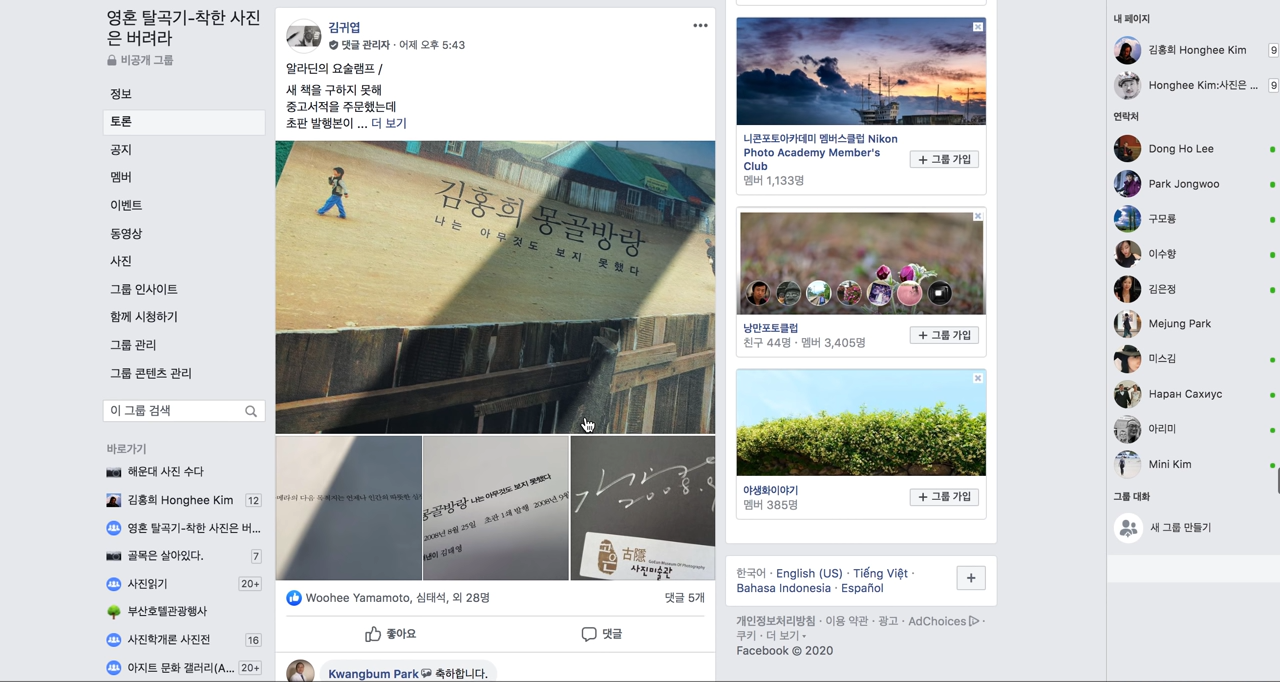 영혼 탈곡기-착한 사진
은 버려라
비공개 그룹
정보
토론
공지
멤버
이벤트
동영상
사진
그룹 인사이트
함께 시청하기
그룹 관리
그룹 콘텐츠 관리
이 그룹 검색
바로가기
해운대 사진 수다
김홍희 Honghee Kim 12
영혼 탈곡기-착한 사진은 버...
골목은 살아있다. 7
사진읽기 20+
부산호텔관광행사
사진학개론 사진전 16
아지트 문화 갤러리(A... 20+
김귀엽
댓글 관리자 · 어제 오후 5:43
알라딘의 요술램프 /
새 책을 구하지 못해
중고서적을 주문했는데
초판 발행본이 ... 더 보기
김홍희 몽골방랑
나는 아무것도 보지 못했다
몽골방랑 나는 아무것도 보지 못했다
2008년 8월 25일 초판 1쇄 발행 2008년 9월
김태영
2008.
古隱
고은
사진미술관
GoEun Museum Of Photography
Woohee Yamamoto, 심태석, 외 28명
댓글 5개
좋아요
댓글
Kwangbum Park 축하합니다.
니콘포토아카데미 멤버스클럽 Nikon
Photo Academy Member's
Club
멤버 1,133명
+ 그룹 가입
낭만포토클럽
친구 44명 · 멤버 3,405명
+ 그룹 가입
야생화이야기
멤버 385명
+ 그룹 가입
한국어 · English (US) · Tiếng Việt ·
Bahasa Indonesia · Español
개인정보처리방침 · 이용 약관 · 광고 · AdChoices ·
쿠키 · 더 보기
Facebook © 2020
내 페이지
김홍희 Honghee Kim 9
Honghee Kim:사진은 ... 9
연락처
Dong Ho Lee
Park Jongwoo
구모룡
이수향
김은정
Mejung Park
미스김
Наран Сахиус
아리미
Mini Kim
그룹 대화
새 그룹 만들기